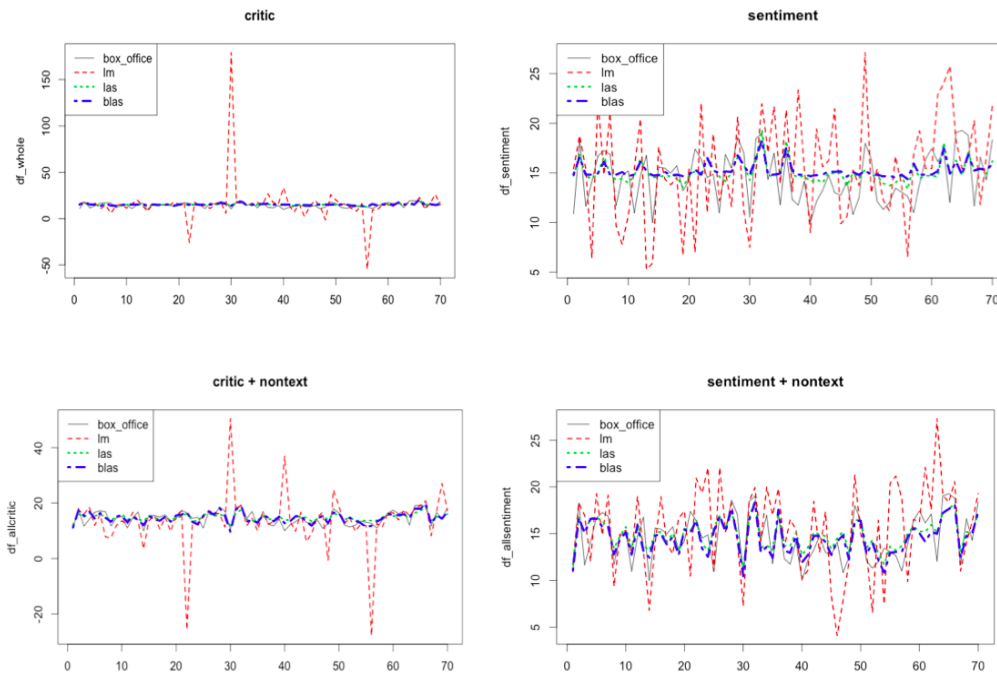 critic
df_whole
150
100
50
0
-50
box_office
lm
las
blas
0 10 20 30 40 50 60 70
sentiment
df_sentiment
25
20
15
10
5
box_office
lm
las
blas
0 10 20 30 40 50 60 70
critic + nontext
df_allcritic
40
20
0
-20
box_office
lm
las
blas
0 10 20 30 40 50 60 70
sentiment + nontext
df_allsentiment
25
20
15
10
5
box_office
lm
las
blas
0 10 20 30 40 50 60 70